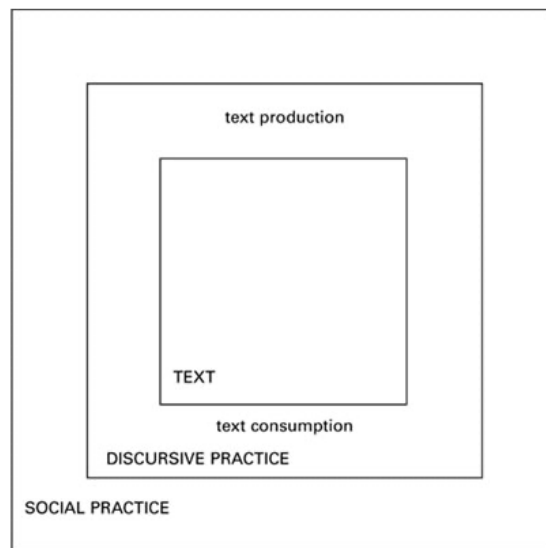 text production
TEXT
text consumption
DISCURSIVE PRACTICE
SOCIAL PRACTICE